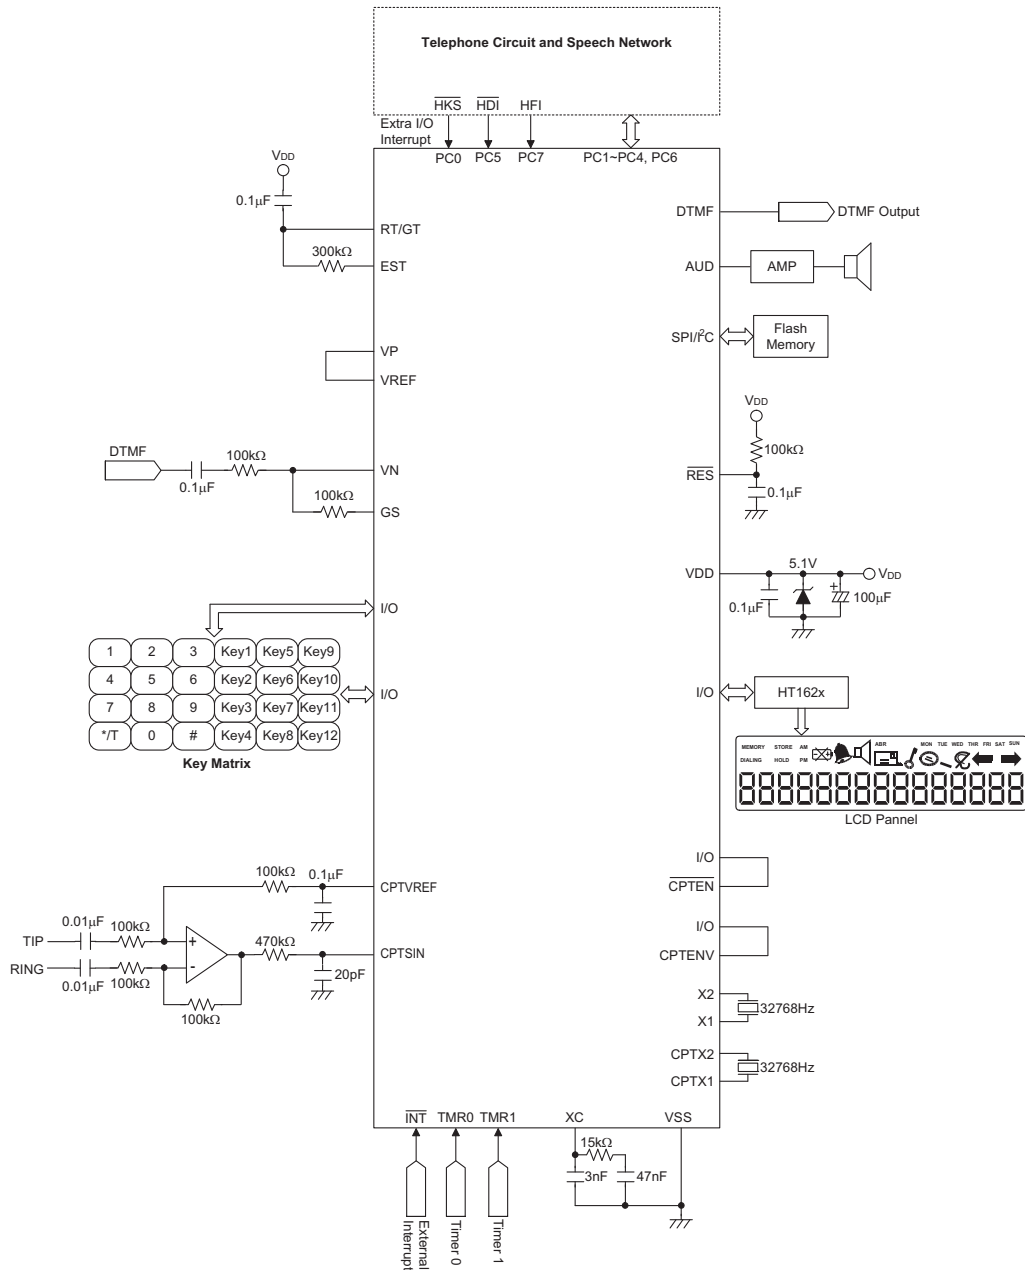 Telephone Circuit and Speech Network
HKS HDI HFI
Extra I/O
Interrupt
PC0 PC5 PC7 PC1~PC4, PC6
VDD
0.1μF
RT/GT
300kΩ
EST
DTMF
DTMF Output
AUD
AMP
SPI/I²C
Flash
Memory
VP
VREF
VDD
100kΩ
RES
0.1μF
DTMF
100kΩ
0.1μF
VN
100kΩ
GS
VDD
5.1V
VDD
0.1μF
+
100μF
I/O
1 2 3 Key1 Key5 Key9
4 5 6 Key2 Key6 Key10
7 8 9 Key3 Key7 Key11
*/T 0 # Key4 Key8 Key12
Key Matrix
I/O
I/O
HT162x
MEMORY STORE AM ABR MON TUE WED THR FRI SAT SUN
DIALING HOLD PM
LCD Pannel
100kΩ
0.1μF
CPTVREF
0.01μF
100kΩ
TIP
+
470kΩ
CPTSIN
RING
-
0.01μF
100kΩ
20pF
100kΩ
I/O
CPTEN
I/O
CPTENV
X2
32768Hz
X1
CPTX2
32768Hz
CPTX1
INT TMR0 TMR1 XC VSS
15kΩ
3nF
47nF
External
Interrupt
Timer 0
Timer 1